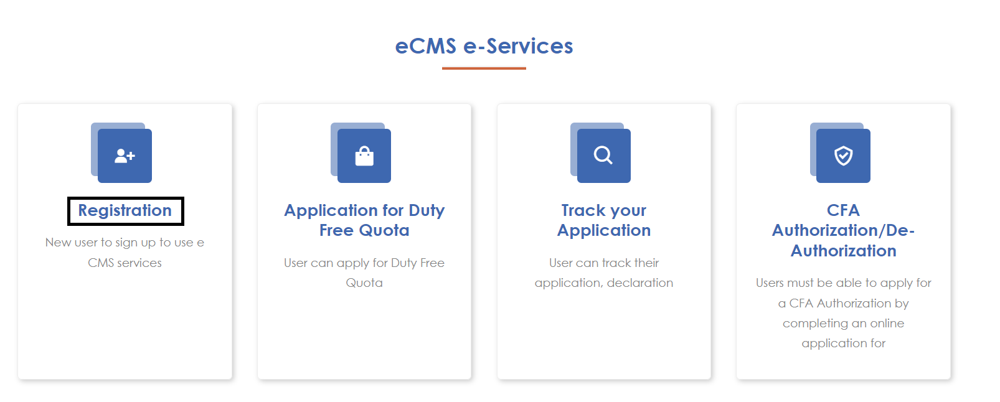 eCMS e-Services
Registration
New user to sign up to use e
CMS services
Application for Duty
Free Quota
User can apply for Duty Free
Quota
Track your
Application
User can track their
application, declaration
CFA
Authorization/De-
Authorization
Users must be able to apply for
a CFA Authorization by
completing an online
application for